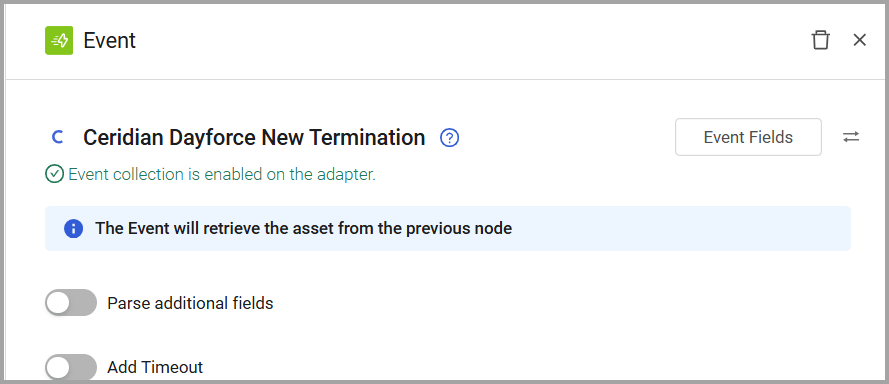 Event
Ceridian Dayforce New Termination
Event Fields
Event collection is enabled on the adapter.
The Event will retrieve the asset from the previous node
Parse additional fields
Add Timeout